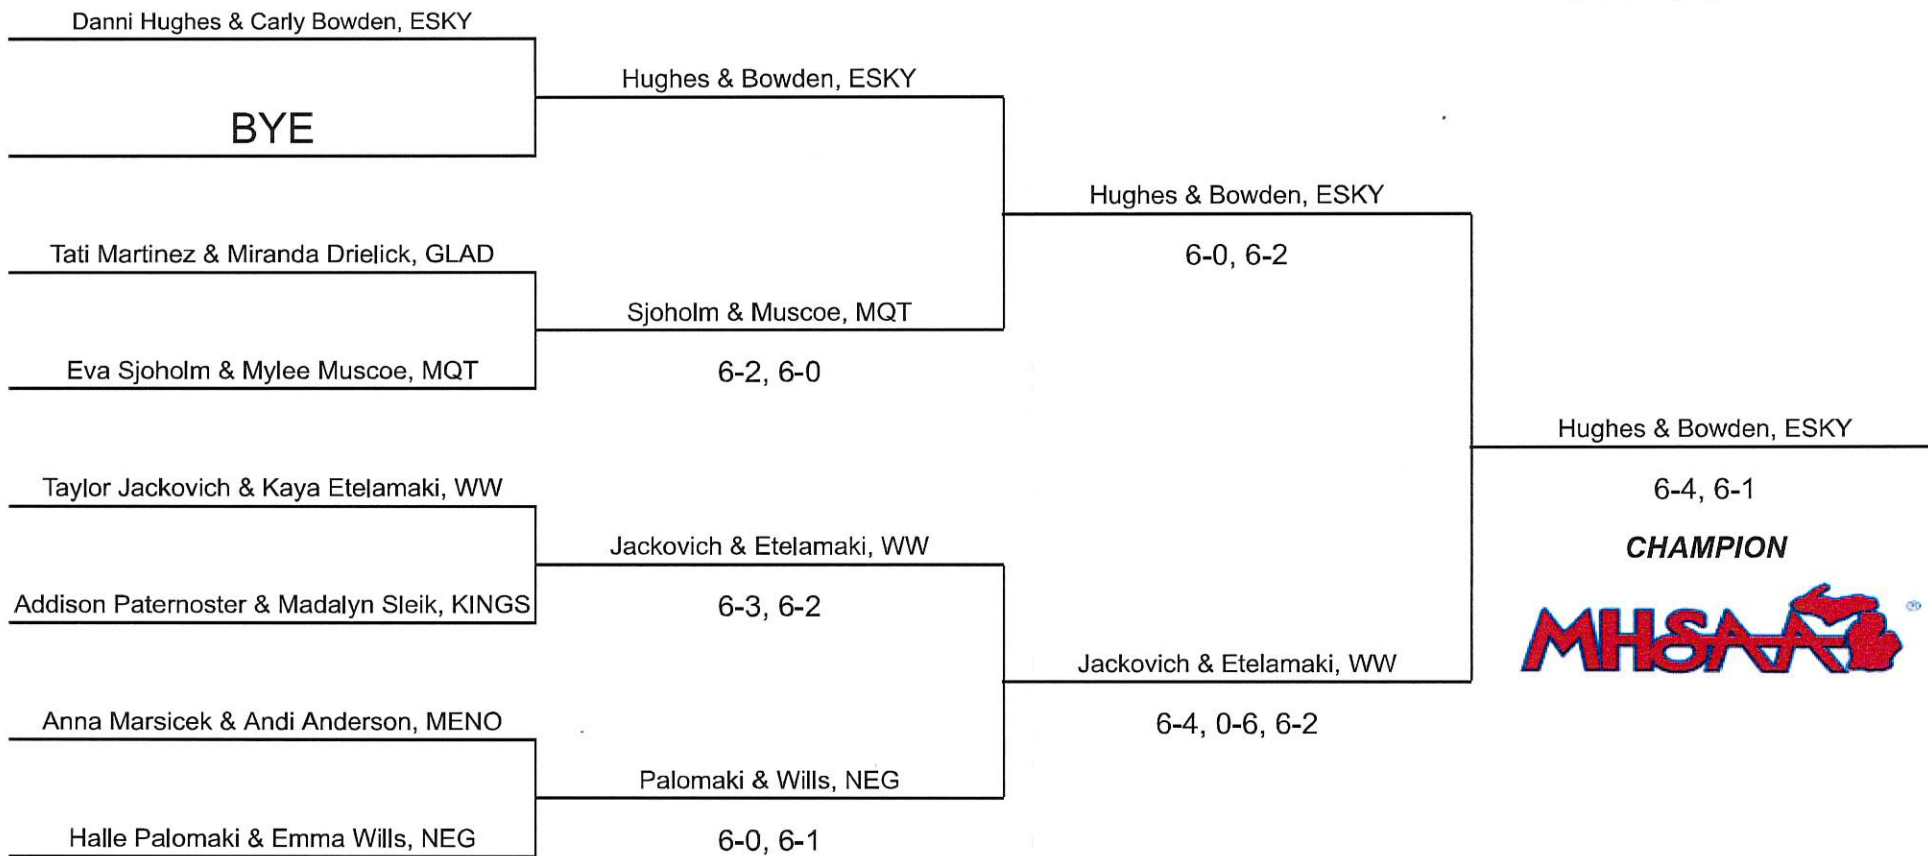 Danni Hughes & Carly Bowden, ESKY
BYE
Tati Martinez & Miranda Drielick, GLAD
Eva Sjoholm & Mylee Muscoe, MQT
Taylor Jackovich & Kaya Etelamaki, WW
Addison Paternoster & Madalyn Sleik, KINGS
Anna Marsicek & Andi Anderson, MENO
Halle Palomaki & Emma Wills, NEG
Hughes & Bowden, ESKY
Sjoholm & Muscoe, MQT
6-2, 6-0
Jackovich & Etelamaki, WW
6-3, 6-2
Palomaki & Wills, NEG
6-0, 6-1
Hughes & Bowden, ESKY
6-0, 6-2
Jackovich & Etelamaki, WW
6-4, 0-6, 6-2
Hughes & Bowden, ESKY
6-4, 6-1
CHAMPION
MHSAA®